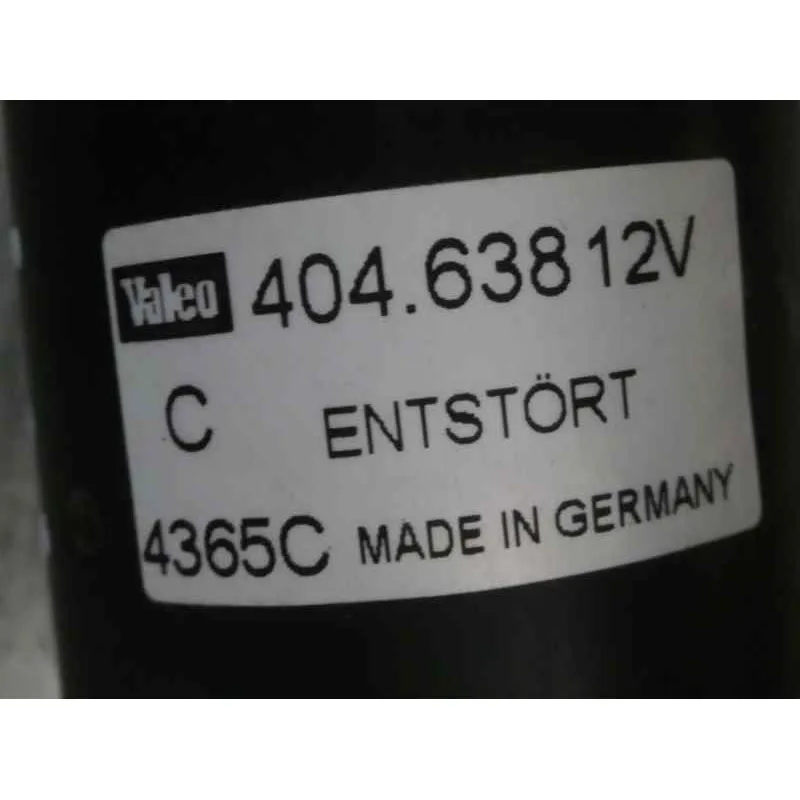 Valeo 404.638 12V
C ENTSTÖRT
4365C MADE IN GERMANY